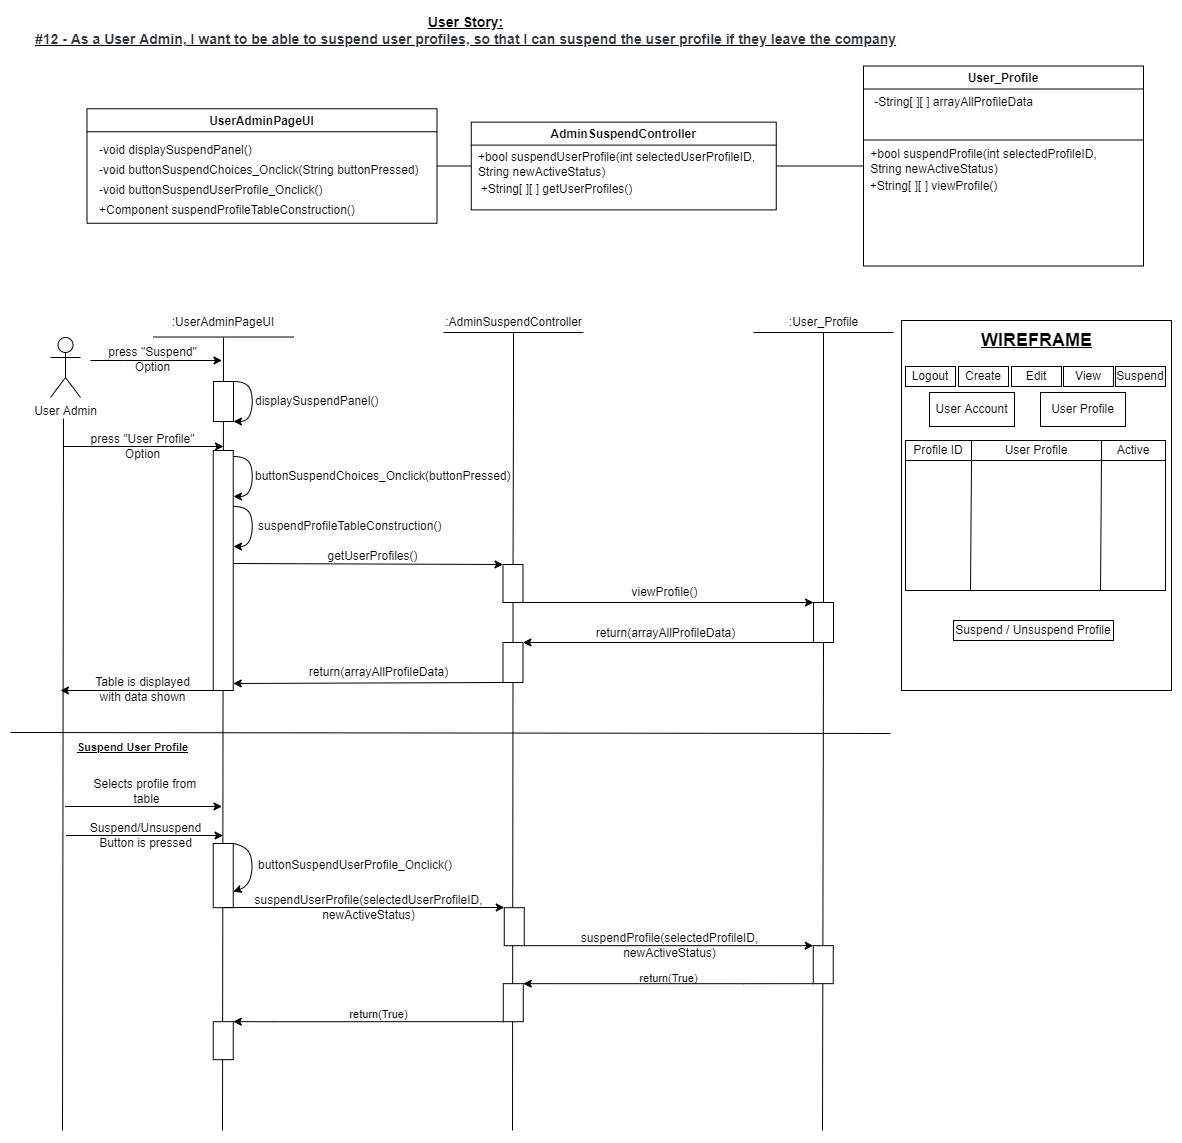 User Story:
#12 - As a User Admin, I want to be able to suspend user profiles, so that I can suspend the user profile if they leave the company
UserAdminPageUI
-void displaySuspendPanel()
-void buttonSuspendChoices_Onclick(String buttonPressed)
-void buttonSuspendUserProfile_Onclick()
+Component suspendProfileTableConstruction()
AdminSuspendController
+bool suspendUserProfile(int selectedUserProfileID,
String newActiveStatus)
+String[ ][ ] getUserProfiles()
User_Profile
-String[ ][ ] arrayAllProfileData
+bool suspendProfile(int selectedProfileID,
String newActiveStatus)
+String[ ][ ] viewProfile()
:UserAdminPageUI
:AdminSuspendController
:User_Profile
User Admin
press "Suspend"
Option
displaySuspendPanel()
press "User Profile"
Option
buttonSuspendChoices_Onclick(buttonPressed)
suspendProfileTableConstruction()
getUserProfiles()
viewProfile()
return(arrayAllProfileData)
return(arrayAllProfileData)
Table is displayed
with data shown
Suspend User Profile
Selects profile from
table
Suspend/Unsuspend
Button is pressed
buttonSuspendUserProfile_Onclick()
suspendUserProfile(selectedUserProfileID,
newActiveStatus)
suspendProfile(selectedProfileID,
newActiveStatus)
return(True)
return(True)
WIREFRAME
Logout
Create
Edit
View
Suspend
User Account
User Profile
Profile ID
User Profile
Active
Suspend / Unsuspend Profile